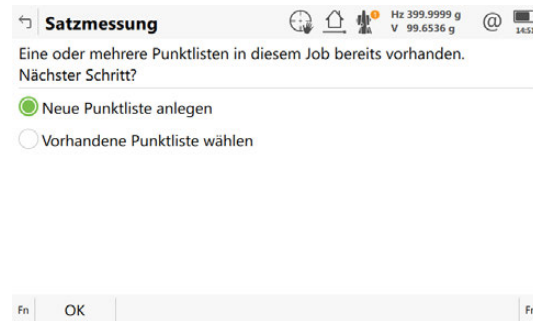 Satzmessung
Hz 399.9999 g
V 99.6536 g
@
Eine oder mehrere Punktlisten in diesem Job bereits vorhanden.
Nächster Schritt?
Neue Punktliste anlegen
Vorhandene Punktliste wählen
Fn OK